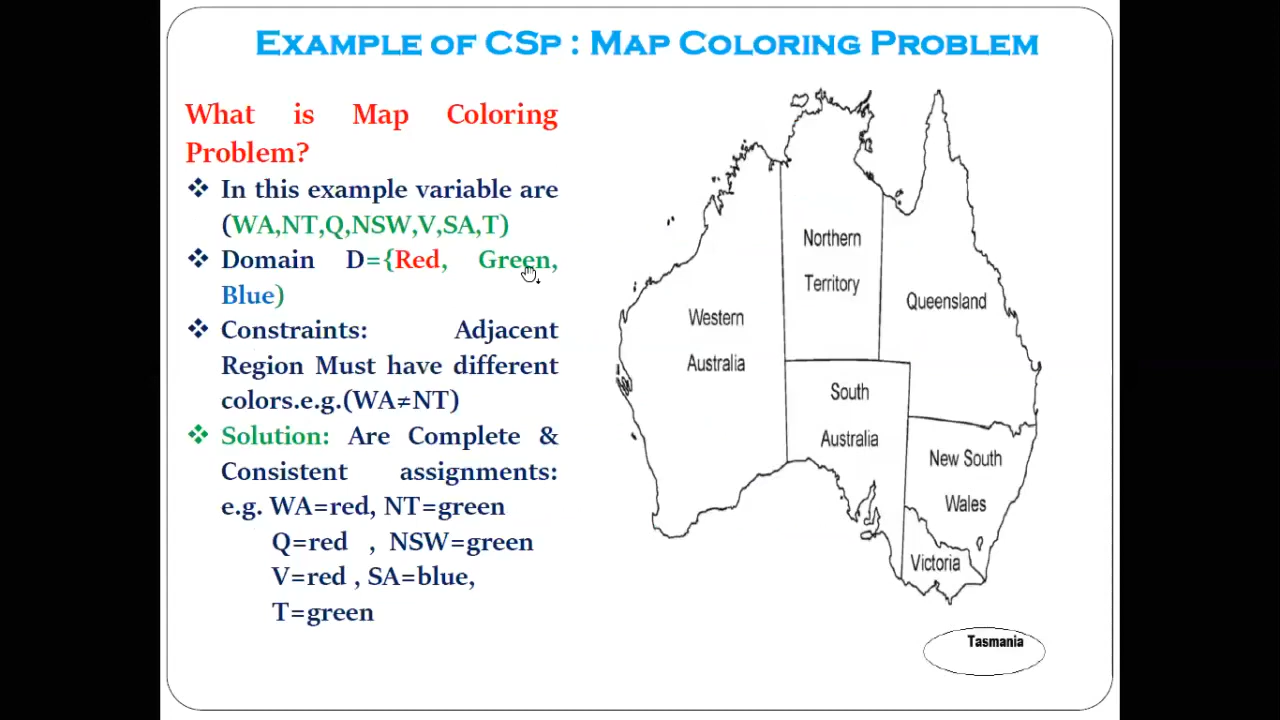 EXAMPLE OF CSP : MAP COLORING PROBLEM
What is Map Coloring
Problem?
❖ In this example variable are
(WA,NT,Q,NSW,V,SA,T)
❖ Domain D={Red, Green,
Blue)
❖ Constraints: Adjacent
Region Must have different
colors.e.g.(WA≠NT)
❖ Solution: Are Complete &
Consistent assignments:
e.g. WA=red, NT=green
Q=red , NSW=green
V=red , SA=blue,
T=green
Northern
Territory
Western
Australia
Queensland
South
Australia
New South
Wales
Victoria
Tasmania